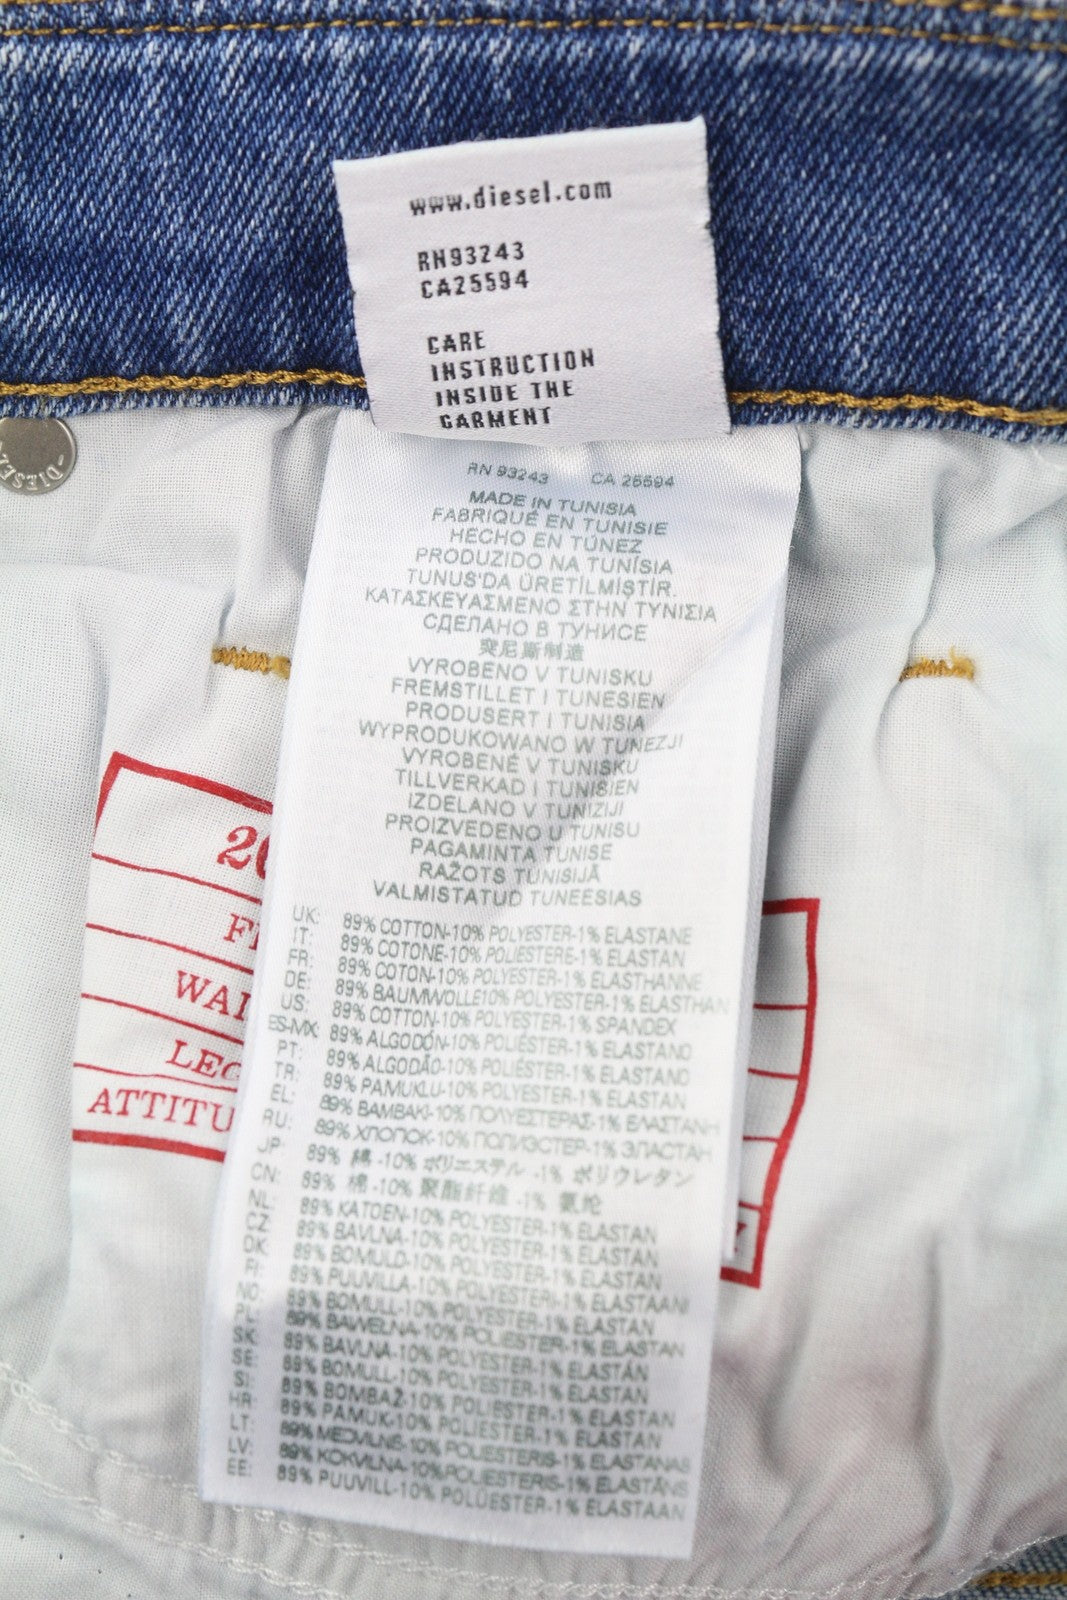 www.diesel.com
RN93243
CA25594
CARE
INSTRUCTION
INSIDE THE
GARMENT
DIESEL
RN 93243 CA 25594
MADE IN TUNISIA
FABRIQUÉ EN TUNISIE
HECHO EN TÚNEZ
PRODUZIDO NA TUNÍSIA
TUNUS'DA ÜRETİLMİŞTİR.
ΚΑΤΑΣΚΕΥΑΣΜΕΝΟ ΣΤΗΝ ΤΥΝΙΣΙΑ
СДЕЛАНО В ТУНИСЕ
突尼斯制造
VYROBENO V TUNISKU
FREMSTILLET I TUNESIEN
PRODUSERT I TUNISIA
WYPRODUKOWANO W TUNEZJI
VYROBENÉ V TUNISKU
TILLVERKAD I TUNISIEN
IZDELANO V TUNIZIJI
PROIZVEDENO U TUNISU
PAGAMINTA TUNISE
RAŽOTS TUNISIJĀ
VALMISTATUD TUNEESIAS
UK: 89% COTTON-10% POLYESTER-1% ELASTANE
IT: 89% COTONE-10% POLIESTERE-1% ELASTAN
FR: 89% COTON-10% POLYESTER-1% ELASTHANNE
DE: 89% BAUMWOLLE10% POLYESTER-1% ELASTHAN
US: 89% COTTON-10% POLYESTER-1% SPANDEX
ES-MX: 89% ALGODÓN-10% POLIÉSTER-1% ELASTANO
PT: 89% ALGODÃO-10% POLIÉSTER-1% ELASTANO
TR: 89% PAMUKLU-10% POLYESTER-1% ELASTAN
EL: 89% ΒΑΜΒΑΚΙ-10% ΠΟΛΥΕΣΤΕΡΑΣ-1% ΕΛΑΣΤΑΝΗ
RU: 89% ХЛОПОК-10% ПОЛИЭСТЕР-1% ЭЛАСТАН
JP: 89% 綿 -10% ポリエステル -1% ポリウレタン
CN: 89% 棉 -10% 聚酯纤维 -1% 氨纶
NL: 89% KATOEN-10% POLYESTER-1% ELASTAN
CZ: 89% BAVLNA-10% POLYESTER-1% ELASTAN
DK: 89% BOMULD-10% POLYESTER-1% ELASTAN
FI: 89% PUUVILLA-10% POLYESTERI-1% ELASTAANI
NO: 89% BOMULL-10% POLYESTER-1% ELASTAN
PL: 89% BAWEŁNA-10% POLIESTER-1% ELASTAN
SK: 89% BAVLNA-10% POLYESTER-1% ELASTÁN
SE: 89% BOMULL-10% POLYESTER-1% ELASTAN
SI: 89% BOMBAŽ-10% POLIESTER-1% ELASTAN
HR: 89% PAMUK-10% POLIESTER-1% ELASTAN
LT: 89% MEDVILNĖ-10% POLIESTERIS-1% ELASTANAS
LV: 89% KOKVILNA-10% POLIESTERIS-1% ELASTĀNS
EE: 89% PUUVILL-10% POLÜESTER-1% ELASTAAN
20
FI
WAI
LEG
ATTITU Y